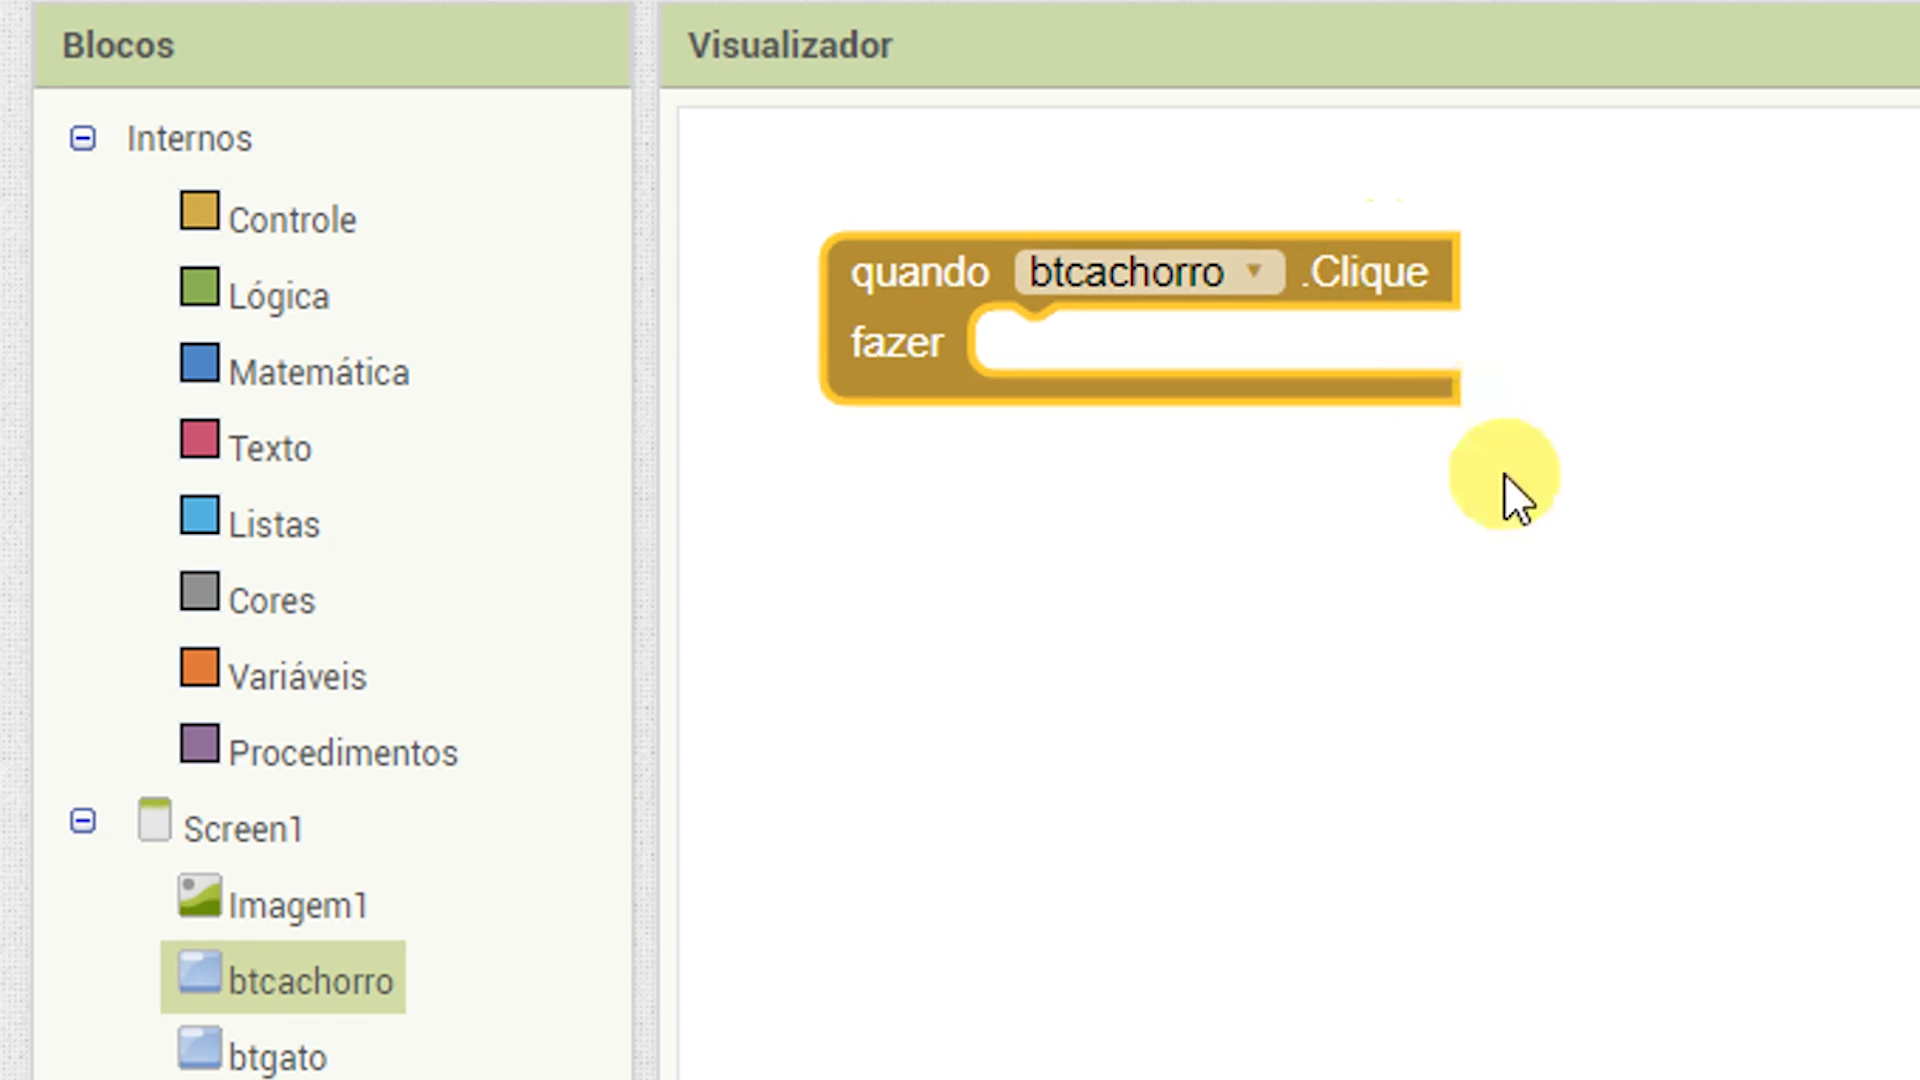 Blocos
Internos
Controle
Lógica
Matemática
Texto
Listas
Cores
Variáveis
Procedimentos
Screen1
Imagem1
btcachorro
btgato
Visualizador
quando btcachorro .Clique
fazer